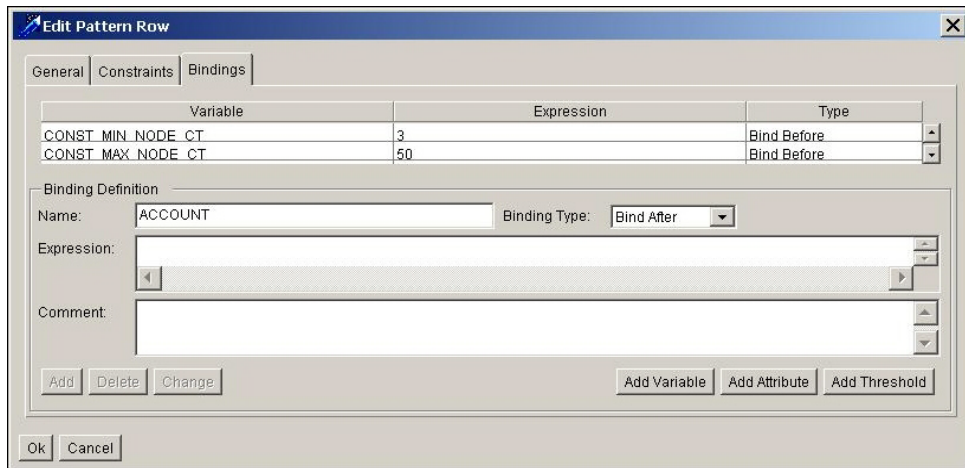 Edit Pattern Row
General Constraints Bindings
Variable Expression Type
CONST_MIN_NODE_CT 3 Bind Before
CONST_MAX_NODE_CT 50 Bind Before
Binding Definition
Name: ACCOUNT Binding Type: Bind After
Expression:
Comment:
Add Delete Change Add Variable Add Attribute Add Threshold
Ok Cancel